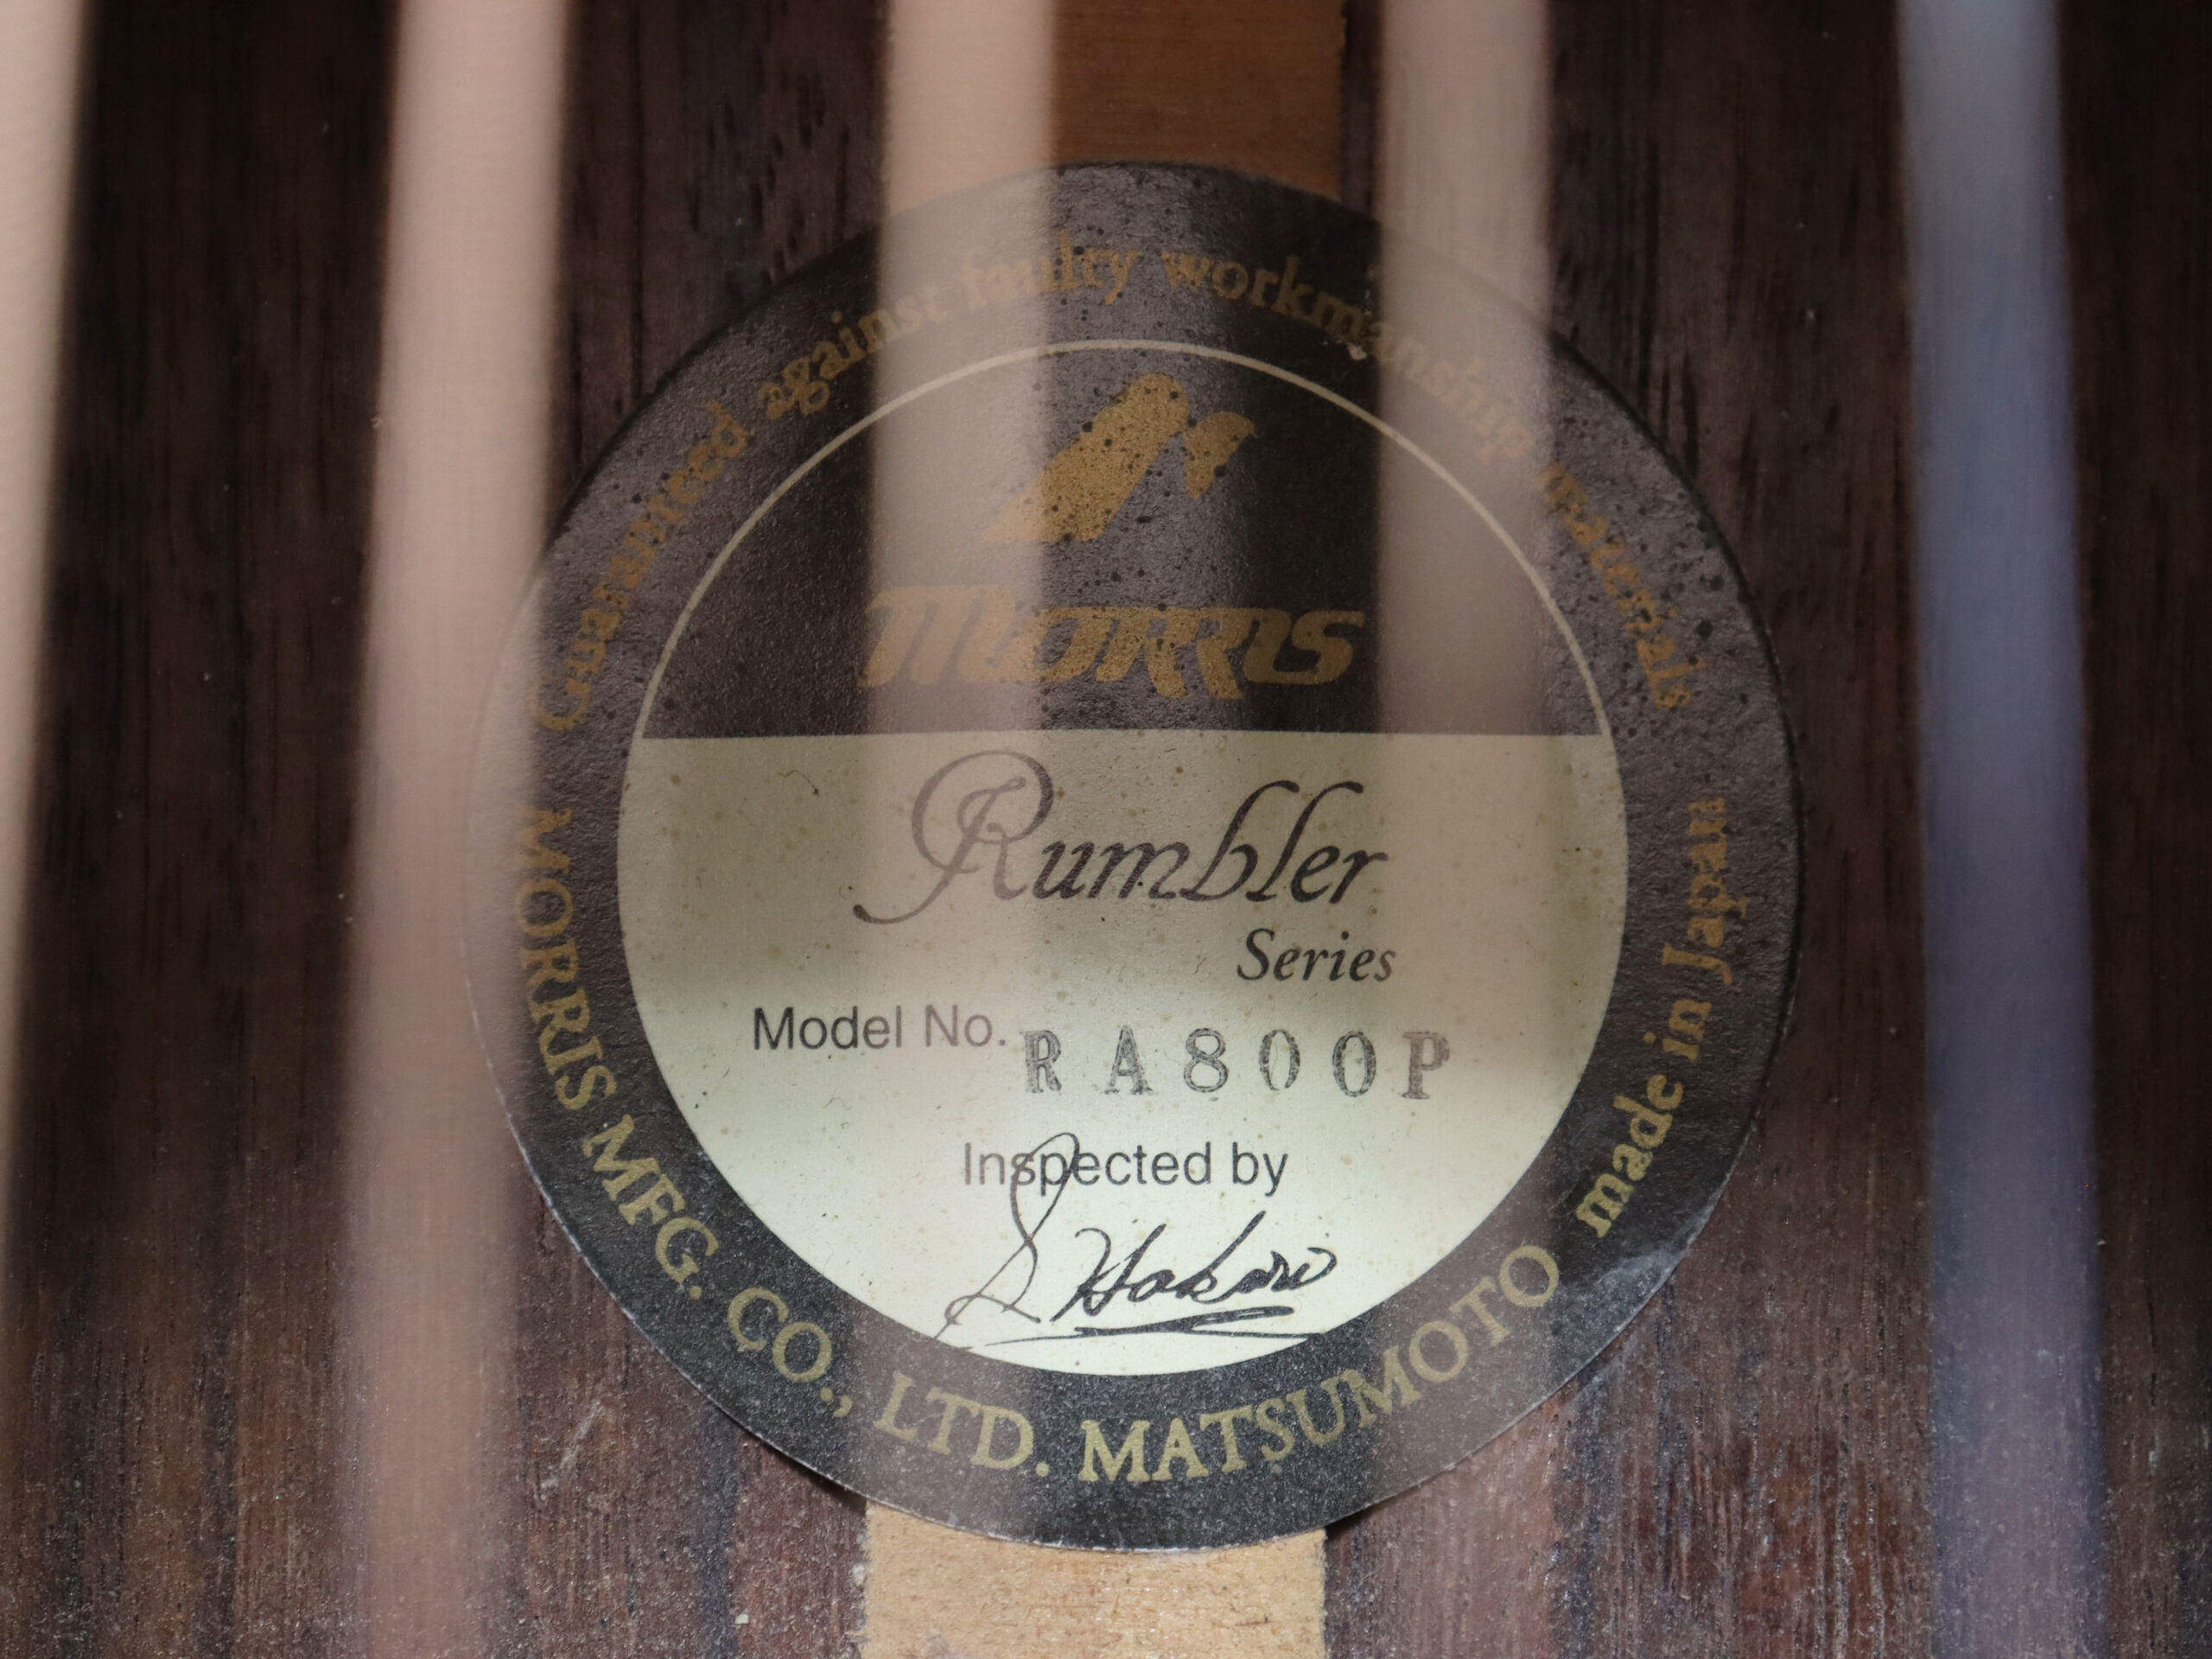 Guaranteed against faulty workmanship materials
MORRIS
Rumbler
Series
Model No. RA800P
Inspected by
MORRIS MFG. CO., LTD. MATSUMOTO made in Japan